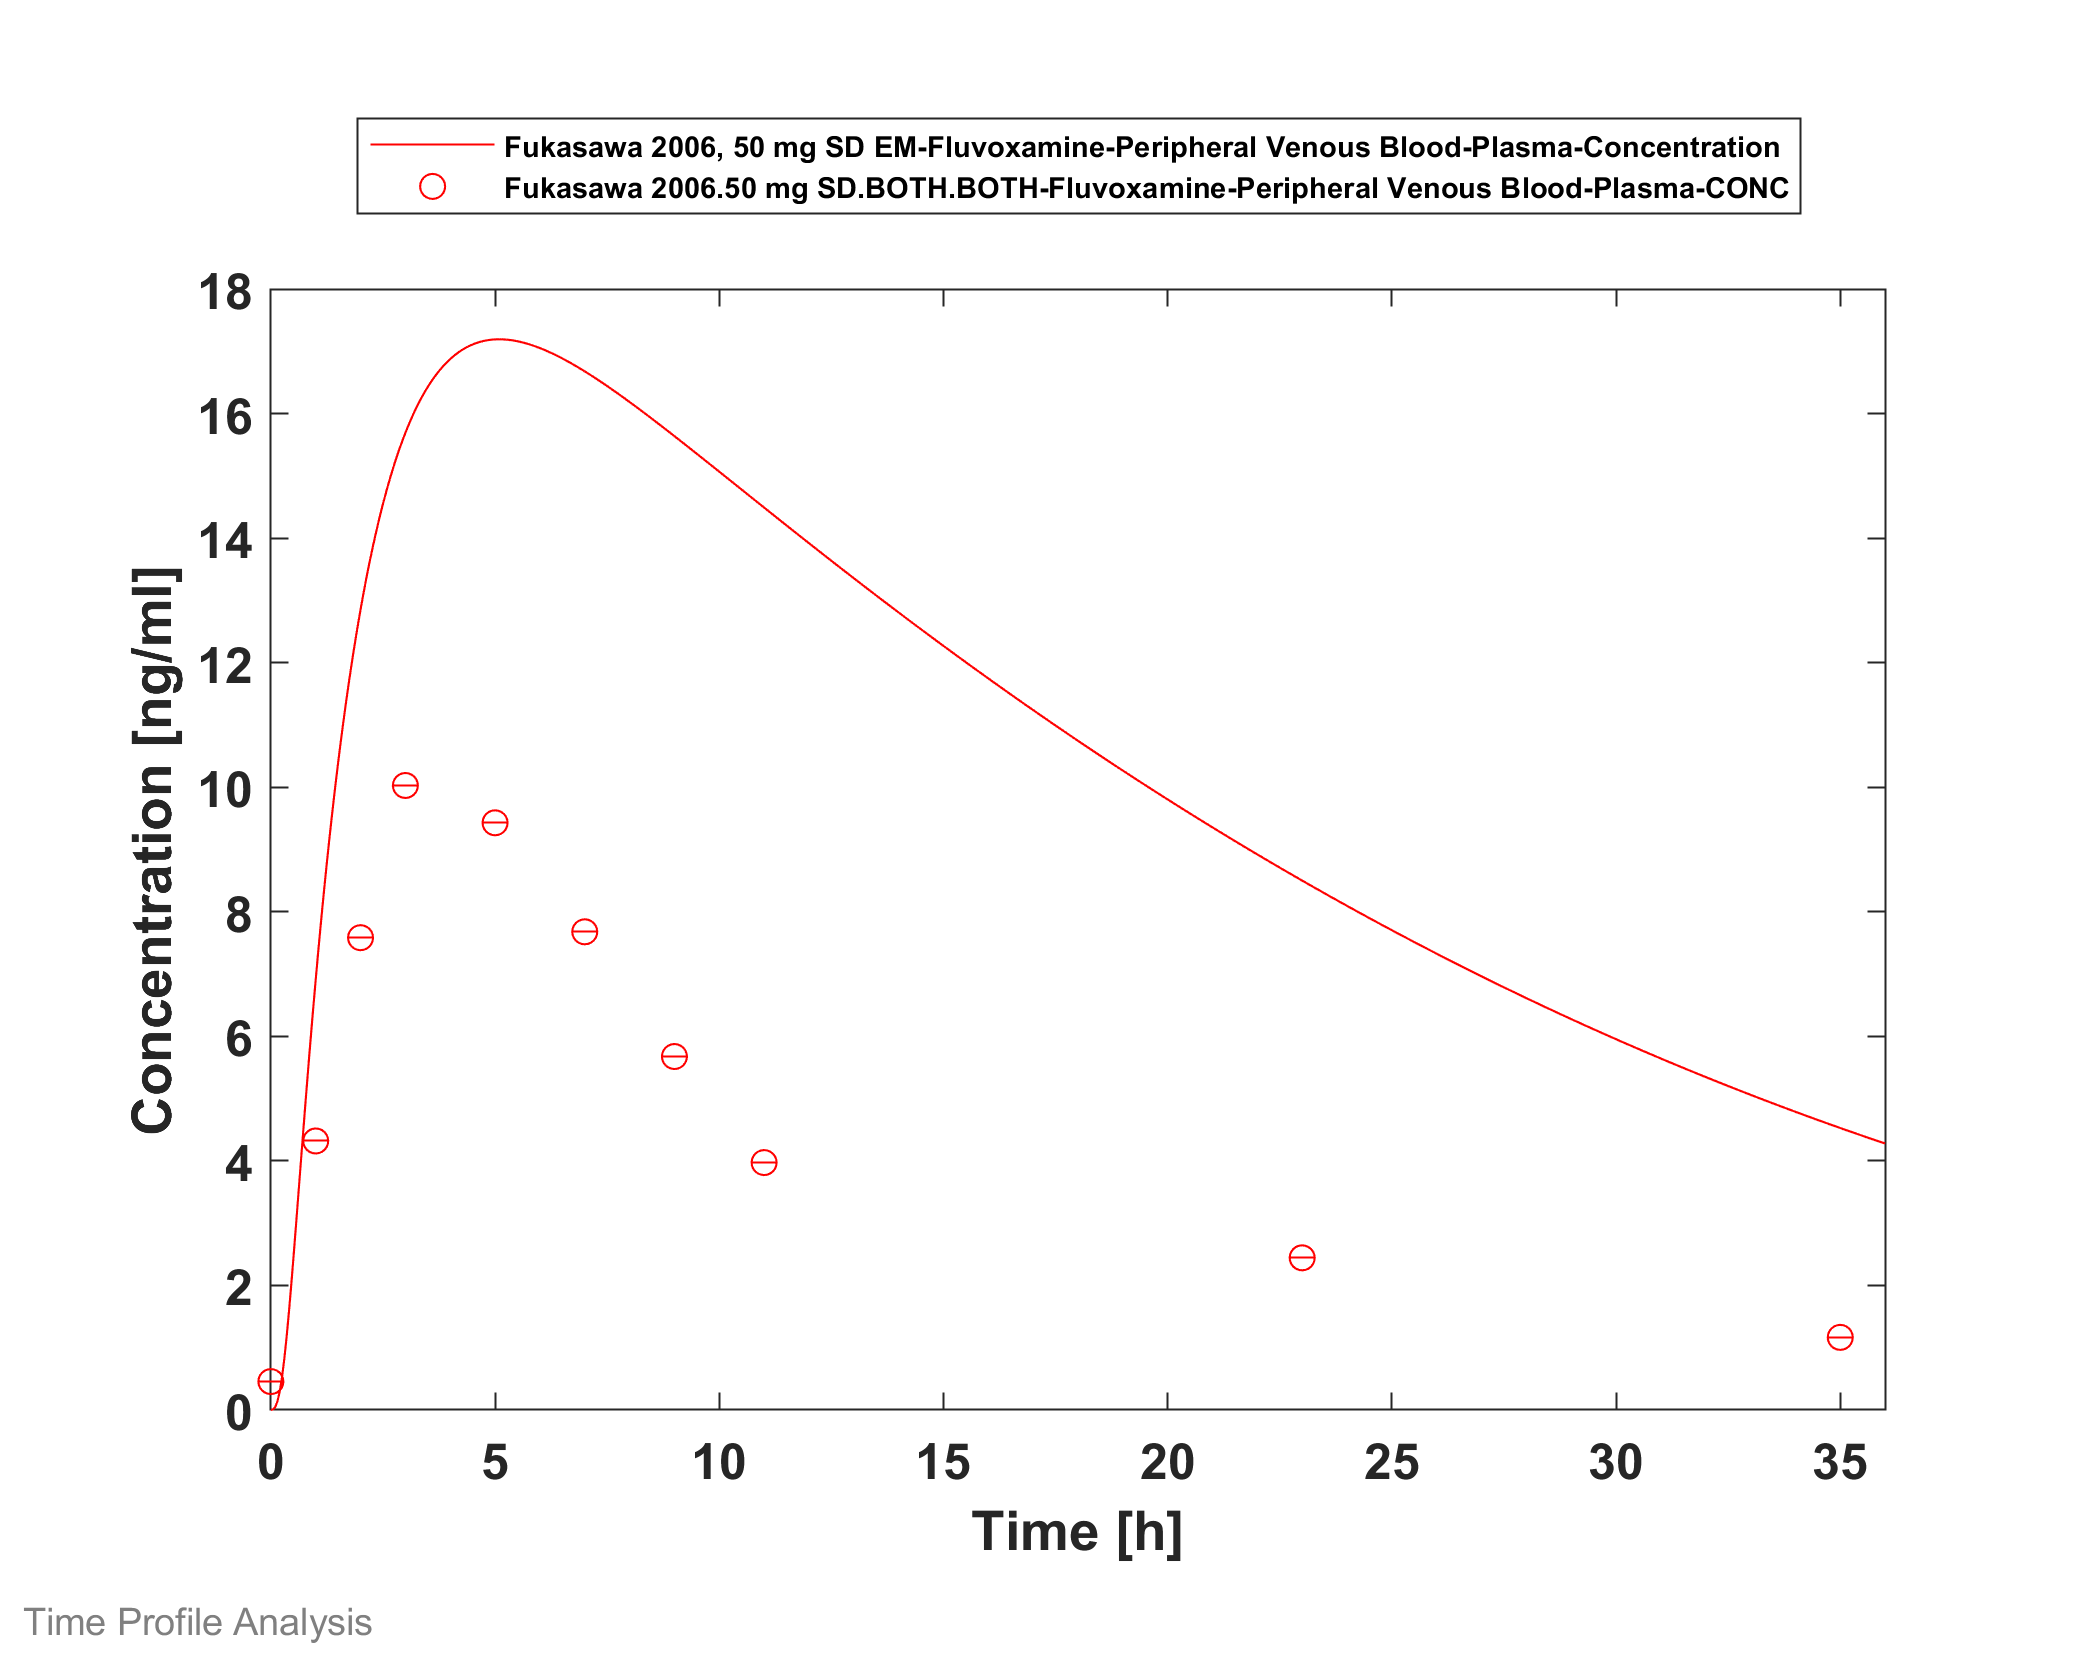 Fukasawa 2006, 50 mg SD EM-Fluvoxamine-Peripheral Venous Blood-Plasma-Concentration
Fukasawa 2006.50 mg SD.BOTH.BOTH-Fluvoxamine-Peripheral Venous Blood-Plasma-CONC
18
16
14
12
10
8
6
4
2
0
Concentration [ng/ml]
0 5 10 15 20 25 30 35
Time [h]
Time Profile Analysis